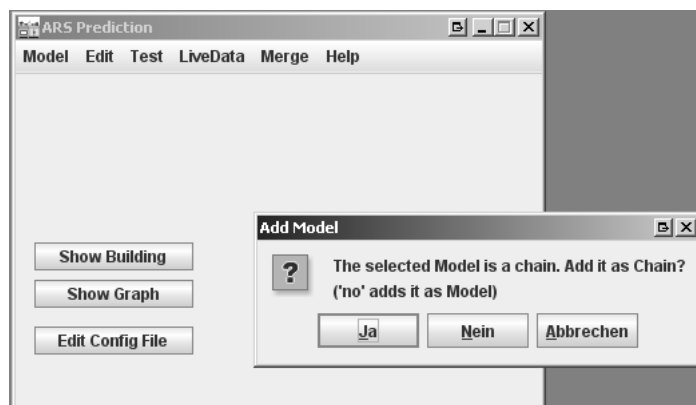 ARS Prediction
Model Edit Test LiveData Merge Help
Add Model
The selected Model is a chain. Add it as Chain?
('no' adds it as Model)
Ja Nein Abbrechen
Show Building
Show Graph
Edit Config File